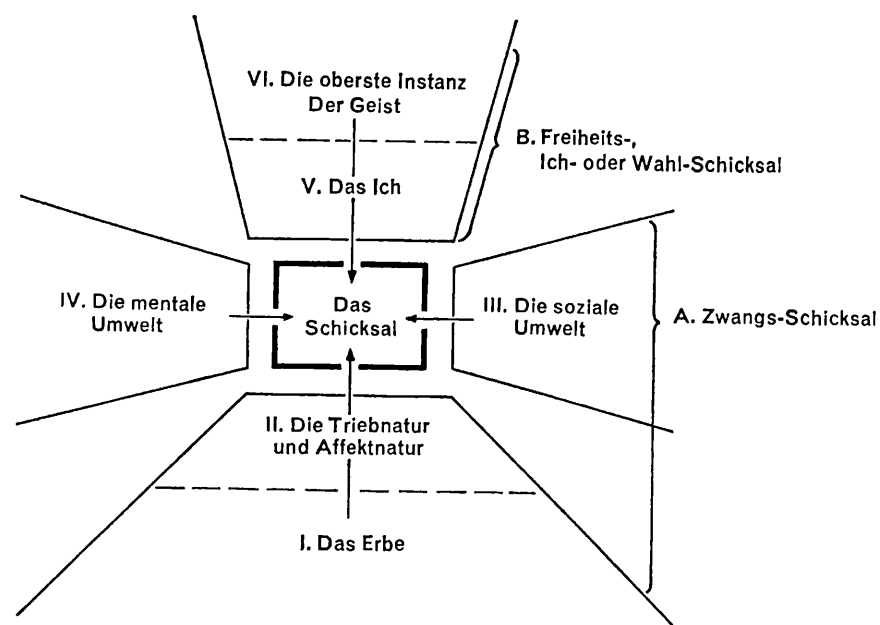 VI. Die oberste Instanz
Der Geist
B. Freiheits-,
Ich- oder Wahl-Schicksal
V. Das Ich
IV. Die mentale
Umwelt
Das
Schicksal
III. Die soziale
Umwelt
A. Zwangs-Schicksal
II. Die Triebnatur
und Affektnatur
I. Das Erbe